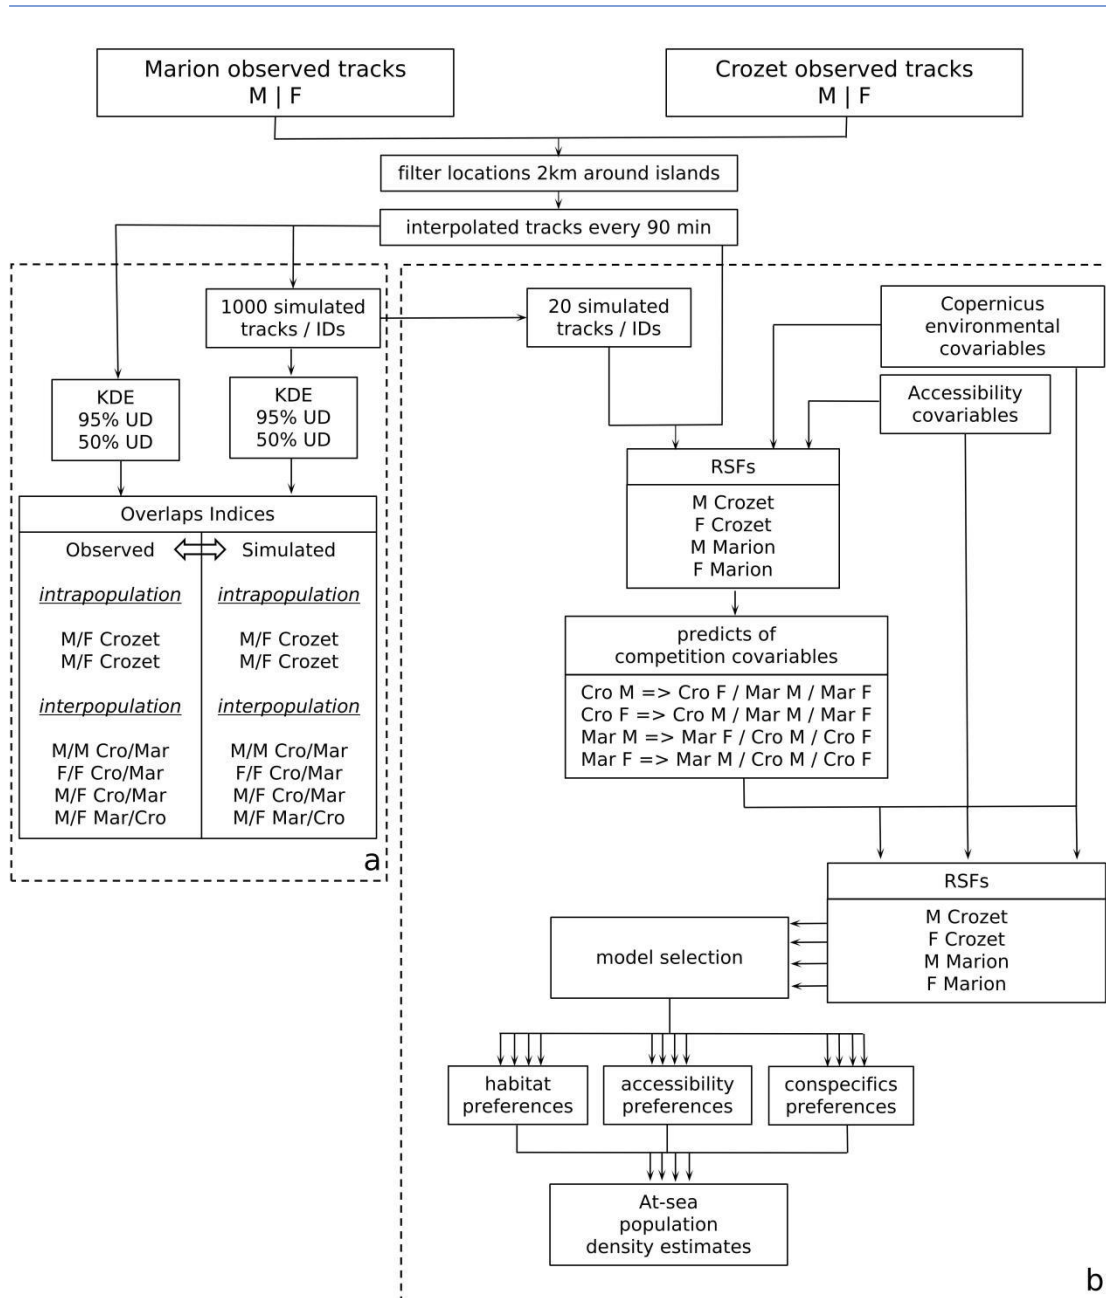 Marion observed tracks
M | F
Crozet observed tracks
M | F
filter locations 2km around islands
interpolated tracks every 90 min
1000 simulated
tracks / IDs
20 simulated
tracks / IDs
Copernicus
environmental
covariables
Accessibility
covariables
KDE
95% UD
50% UD
KDE
95% UD
50% UD
Overlaps Indices
Observed
Simulated
intrapopulation
intrapopulation
M/F Crozet
M/F Crozet
M/F Crozet
M/F Crozet
interpopulation
interpopulation
M/M Cro/Mar
M/M Cro/Mar
F/F Cro/Mar
F/F Cro/Mar
M/F Cro/Mar
M/F Cro/Mar
M/F Mar/Cro
M/F Mar/Cro
a
RSFs
M Crozet
F Crozet
M Marion
F Marion
predicts of
competition covariables
Cro M => Cro F / Mar M / Mar F
Cro F => Cro M / Mar M / Mar F
Mar M => Mar F / Cro M / Cro F
Mar F => Mar M / Cro M / Cro F
RSFs
M Crozet
F Crozet
M Marion
F Marion
model selection
habitat
preferences
accessibility
preferences
conspecifics
preferences
At-sea
population
density estimates
b